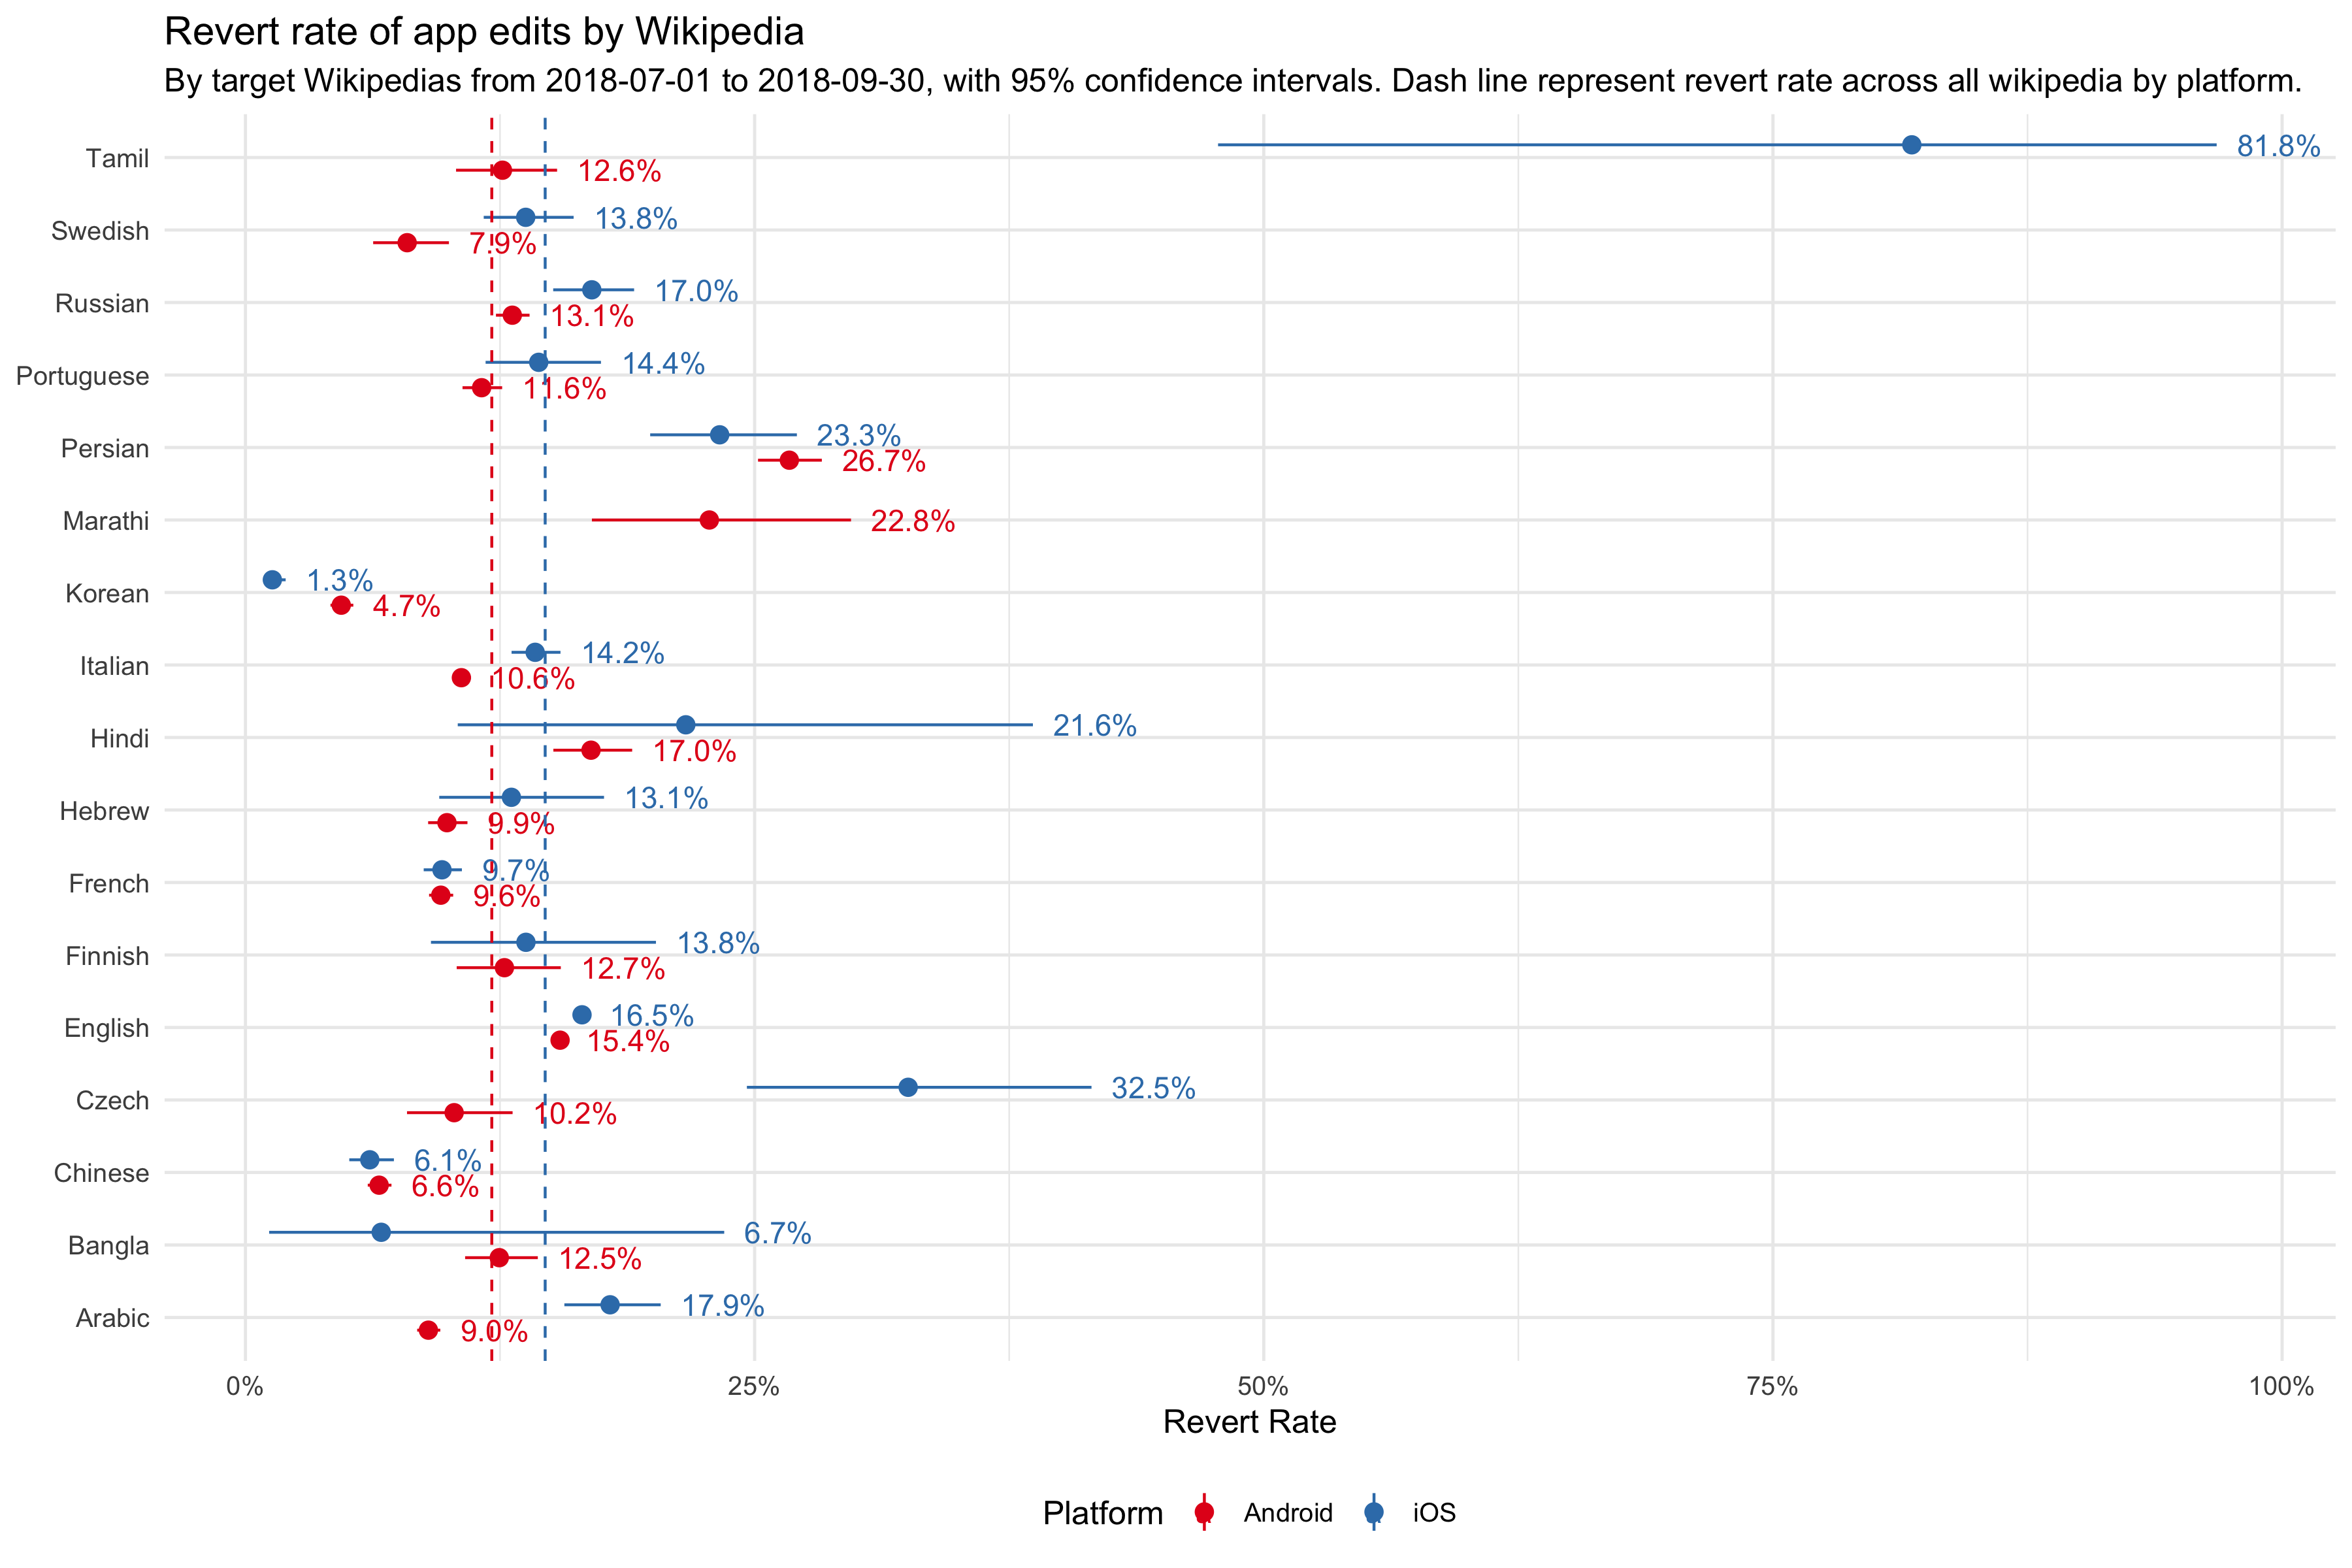 Revert rate of app edits by Wikipedia
By target Wikipedias from 2018-07-01 to 2018-09-30, with 95% confidence intervals. Dash line represent revert rate across all wikipedia by platform.
Tamil
81.8%
12.6%
Swedish
13.8%
7.9%
Russian
17.0%
13.1%
Portuguese
14.4%
11.6%
Persian
23.3%
26.7%
Marathi
22.8%
Korean
1.3%
4.7%
Italian
14.2%
10.6%
Hindi
21.6%
17.0%
Hebrew
13.1%
9.9%
French
9.7%
9.6%
Finnish
13.8%
12.7%
English
16.5%
15.4%
Czech
32.5%
10.2%
Chinese
6.1%
6.6%
Bangla
6.7%
12.5%
Arabic
17.9%
9.0%
0% 25% 50% 75% 100%
Revert Rate
Platform Android iOS